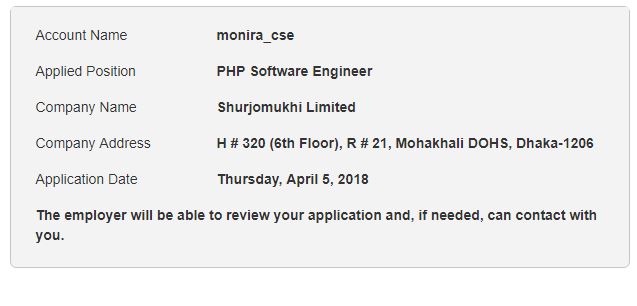 Account Name monira_cse
Applied Position PHP Software Engineer
Company Name Shurjomukhi Limited
Company Address H # 320 (6th Floor), R # 21, Mohakhali DOHS, Dhaka-1206
Application Date Thursday, April 5, 2018
The employer will be able to review your application and, if needed, can contact with
you.